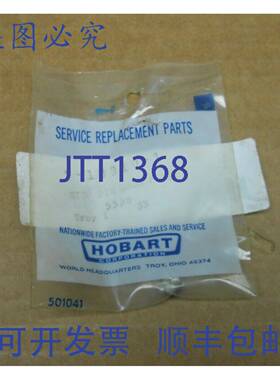 盗图必究
SERVICE REPLACEMENT PARTS
JTT1368
NATIONWIDE FACTORY-TRAINED SALES AND SERVICE
HOBART
CORPORATION
WORLD HEADQUARTERS TROY, OHIO 45374
501041
可开发票 顺丰包邮